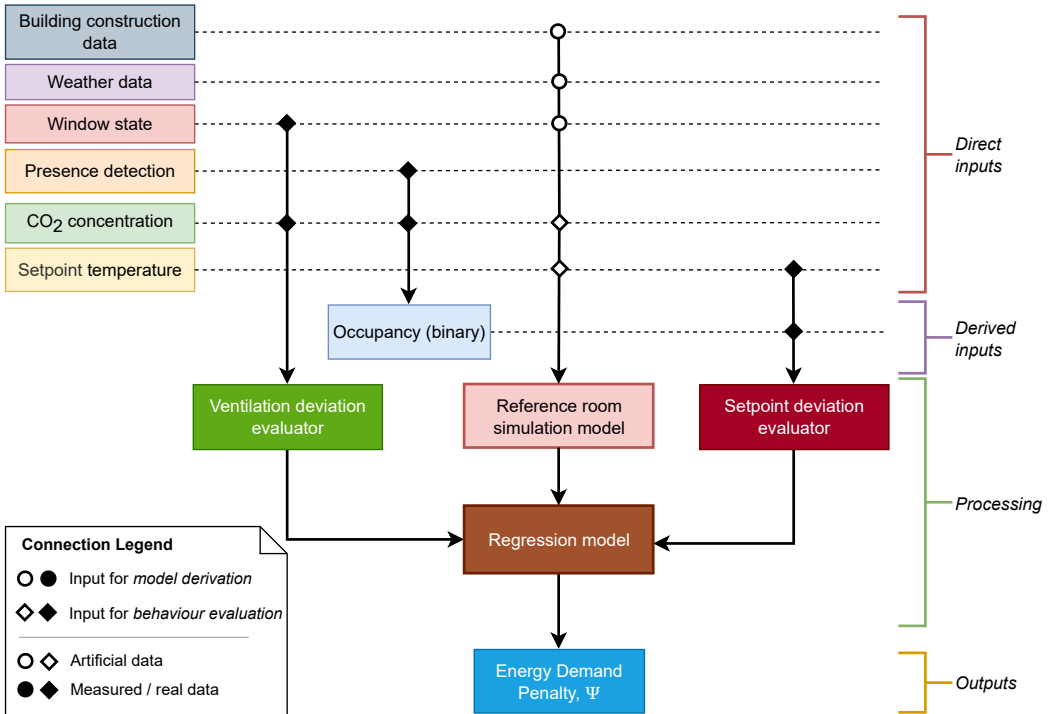 Building construction
data
Weather data
Window state
Presence detection
CO2 concentration
Setpoint temperature
Direct
inputs
Occupancy (binary)
Derived
inputs
Ventilation deviation
evaluator
Reference room
simulation model
Setpoint deviation
evaluator
Processing
Regression model
Connection Legend
Input for model derivation
Input for behaviour evaluation
Artificial data
Measured / real data
Energy Demand
Penalty, Ψ
Outputs